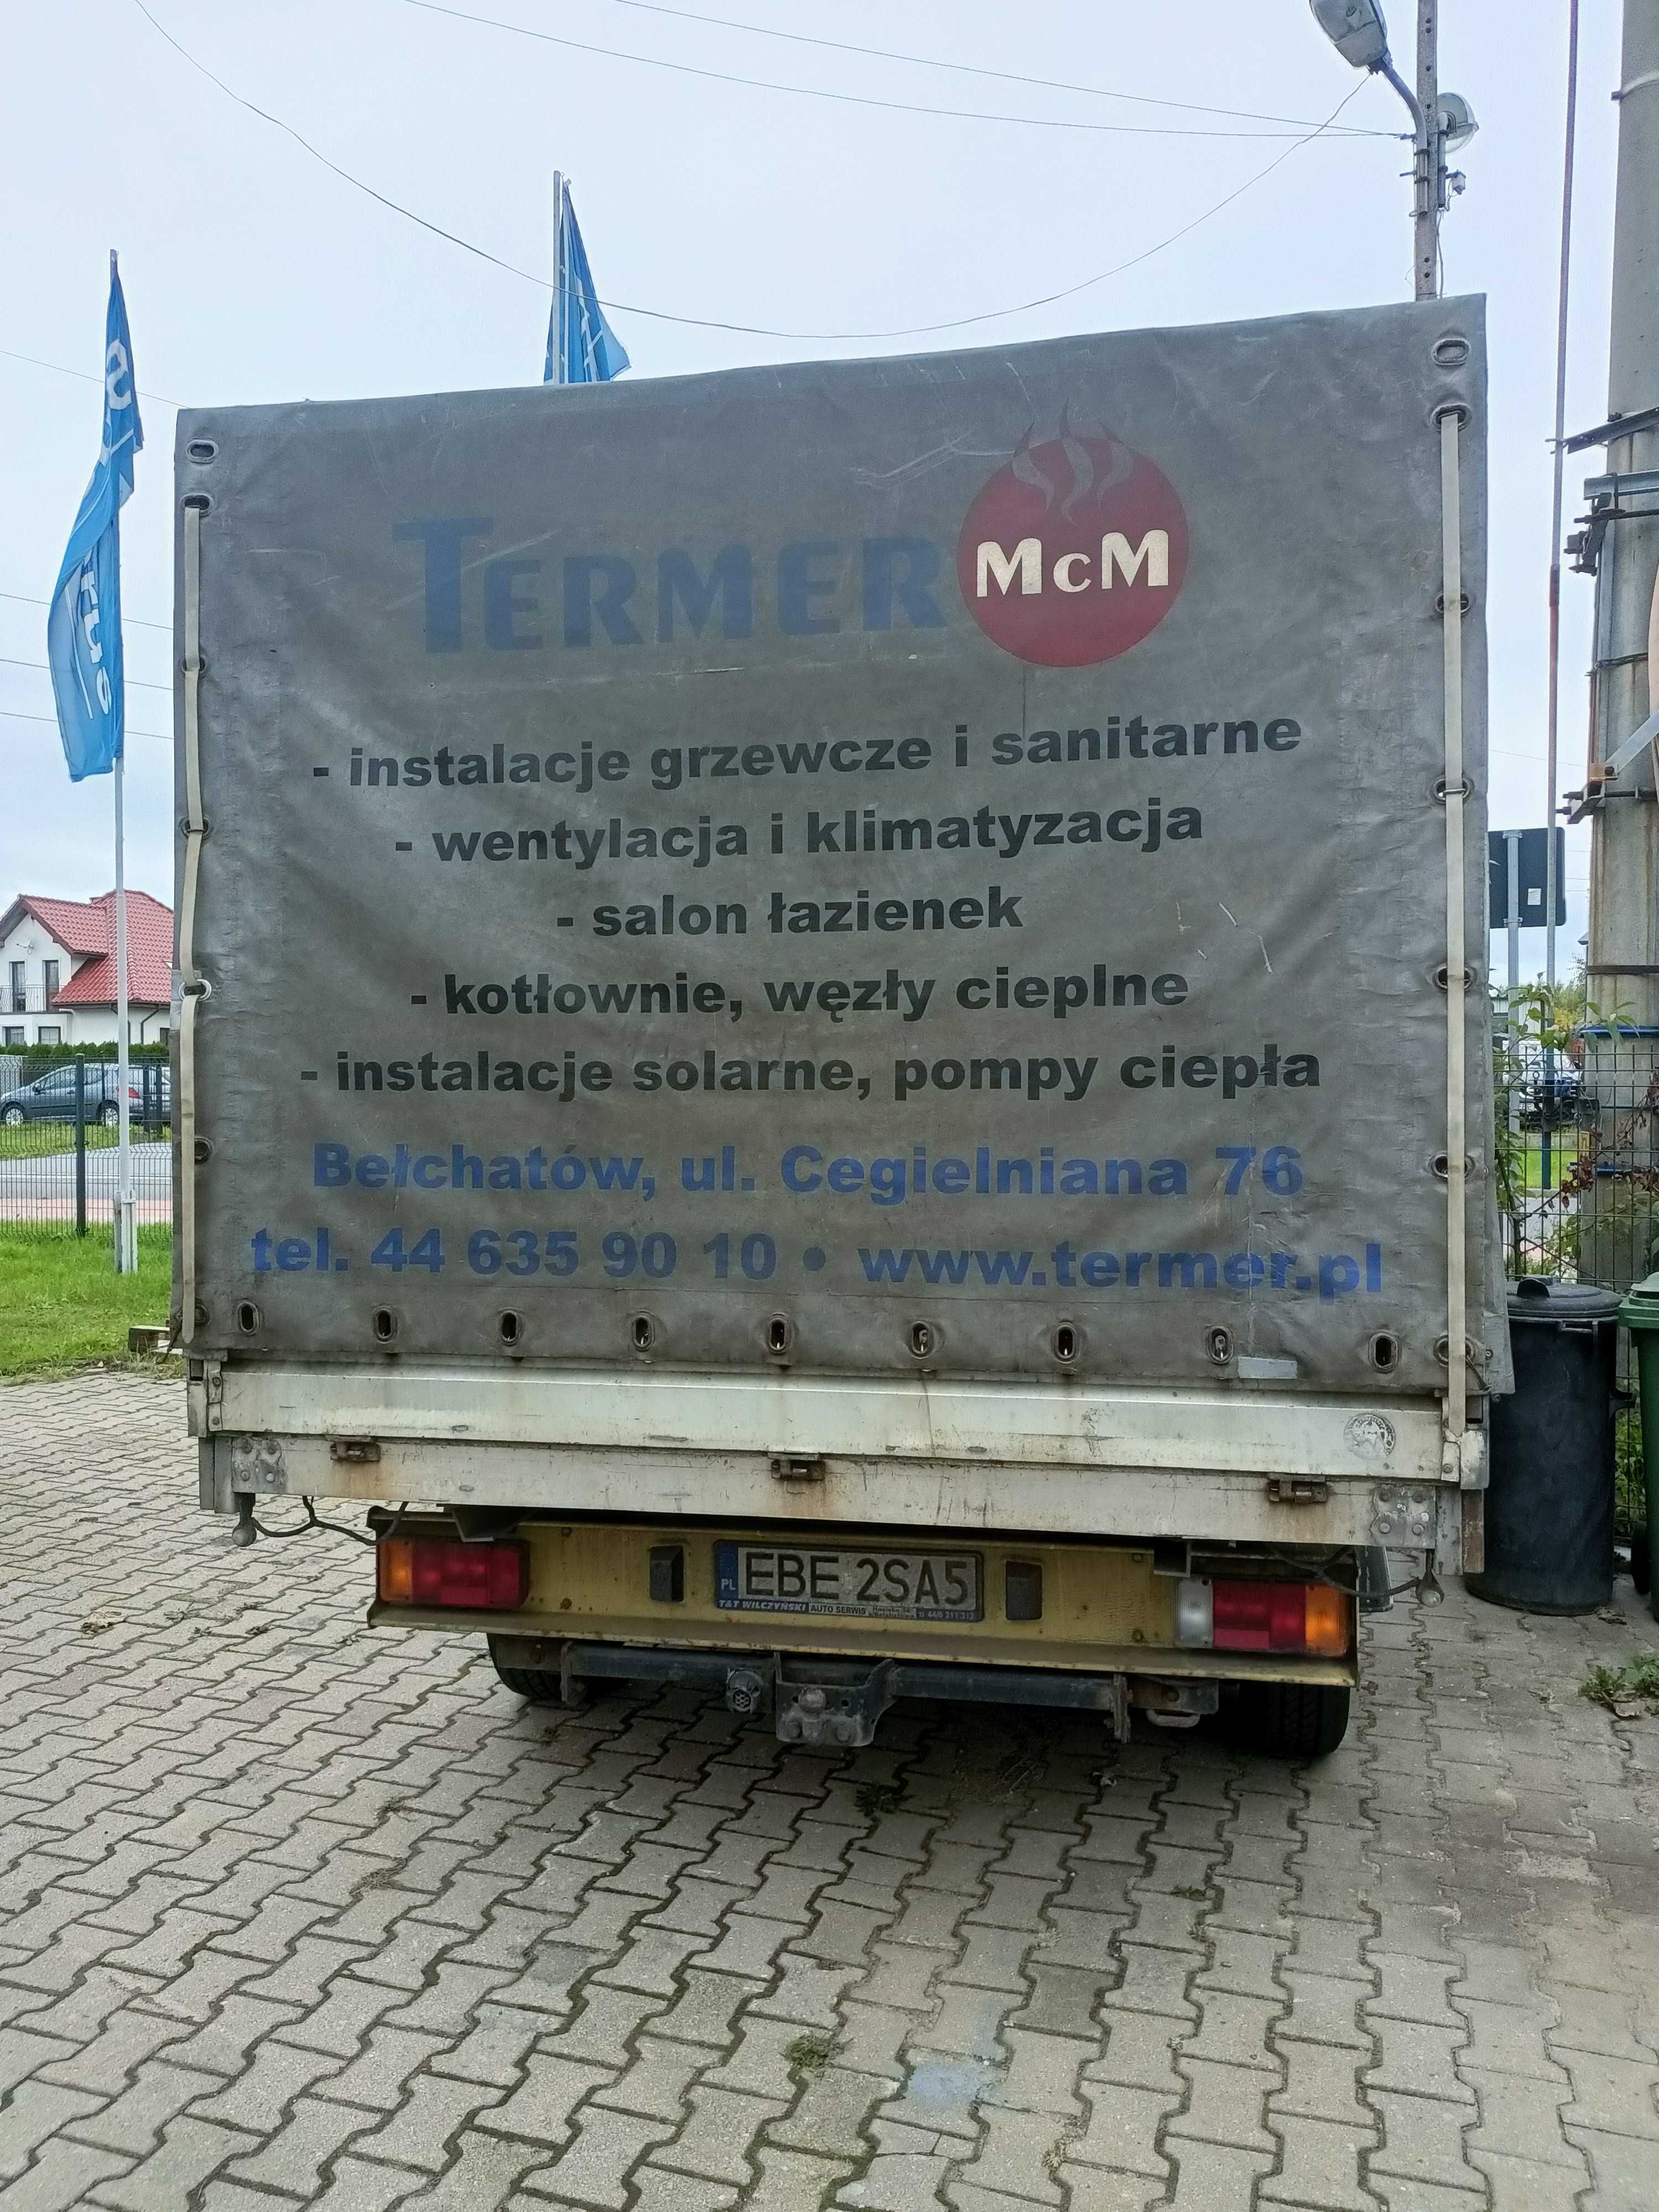 TERMER McM
- instalacje grzewcze i sanitarne
- wentylacja i klimatyzacja
- salon łazienek
- kotłownie, węzły cieplne
- instalacje solarne, pompy ciepła
Bełchatów, ul. Cegielniana 76
tel. 44 635 90 10 • www.termer.pl
PL EBE 2SA5
T&T WILCZYŃSKI AUTO SERWIS